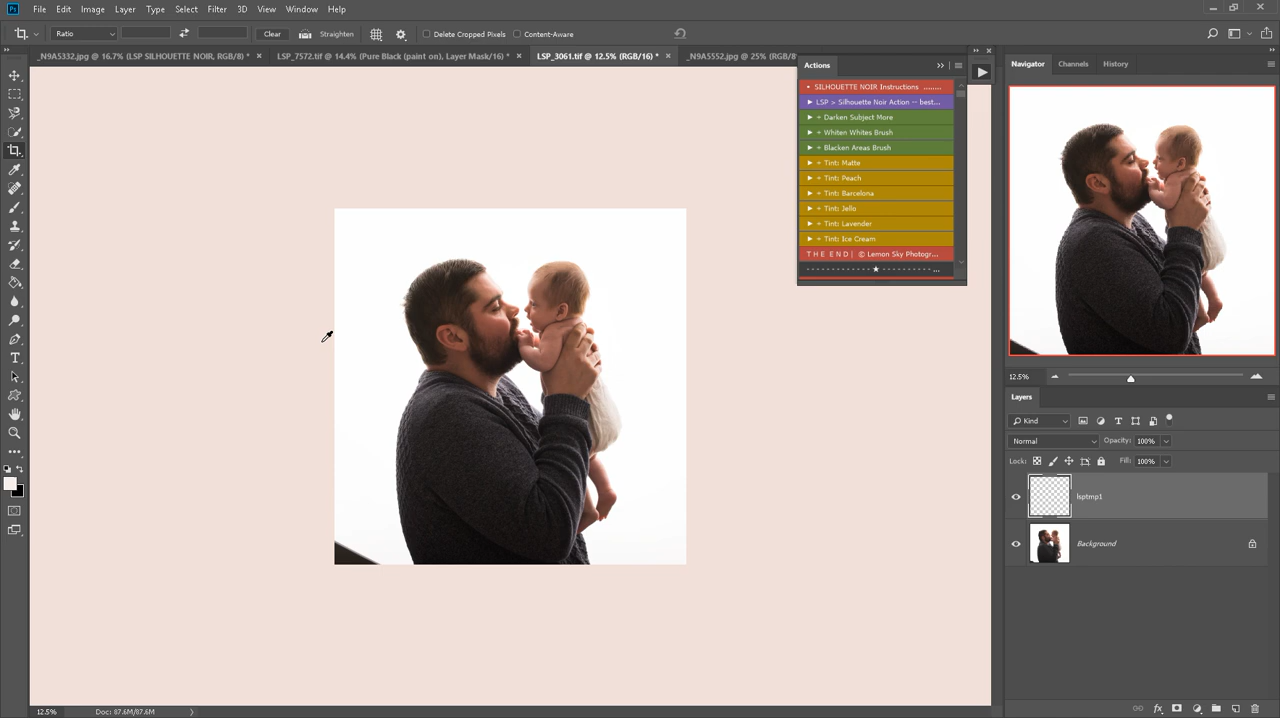 Ps File Edit Image Layer Type Select Filter 3D View Window Help
Ratio Clear Straighten Delete Cropped Pixels Content-Aware
_N9A5332.jpg @ 16.7% (LSP SILHOUETTE NOIR, RGB/8) * × LSP_7572.tif @ 14.4% (Pure Black (paint on), Layer Mask/16) * × LSP_3061.tif @ 12.5% (RGB/16) * × _N9A5552.jpg @ 25% (RGB/8
Actions
SILHOUETTE NOIR Instructions ........
LSP > Silhouette Noir Action -- best...
+ Darken Subject More
+ Whiten Whites Brush
+ Blacken Areas Brush
+ Tint: Matte
+ Tint: Peach
+ Tint: Barcelona
+ Tint: Jello
+ Tint: Lavender
+ Tint: Ice Cream
T H E E N D | © Lemon Sky Photogr...
- - - - - - - - - - - - - ★ - - - - - - - - - - ...
Navigator Channels History
12.5%
Layers
Kind
Normal Opacity: 100%
Lock: Fill: 100%
lsptmp1
Background
12.5% Doc: 87.6M/87.6M